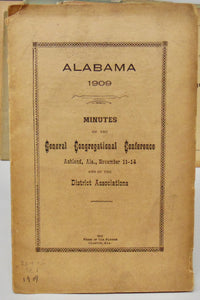 ALABAMA
1909
MINUTES
OF THE
General Congregational Conference
Ashland, Ala., November 11-14
AND OF THE
District Associations